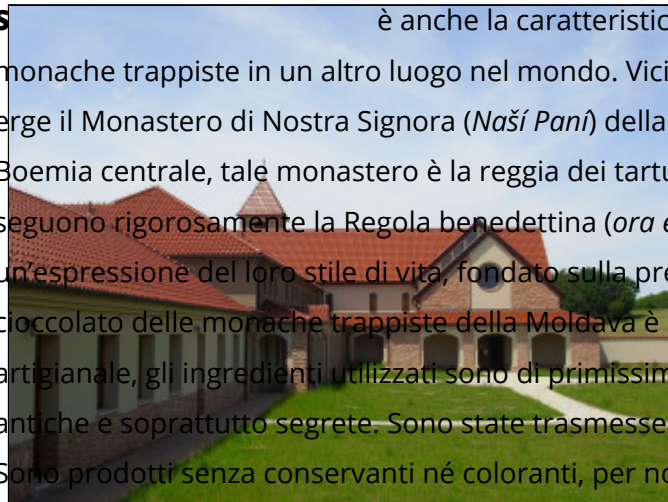 s è anche la caratteristic
monache trappiste in un altro luogo nel mondo. Vici
erge il Monastero di Nostra Signora (Naší Paní) della
Boemia centrale, tale monastero è la reggia dei tartu
seguono rigorosamente la Regola benedettina (ora e
un'espressione del loro stile di vita, fondato sulla pre
cioccolato delle monache trappiste della Moldava è
artigianale, gli ingredienti utilizzati sono di primissim
antiche e soprattutto segrete. Sono state trasmesse
Sono prodotti senza conservanti né coloranti, per no